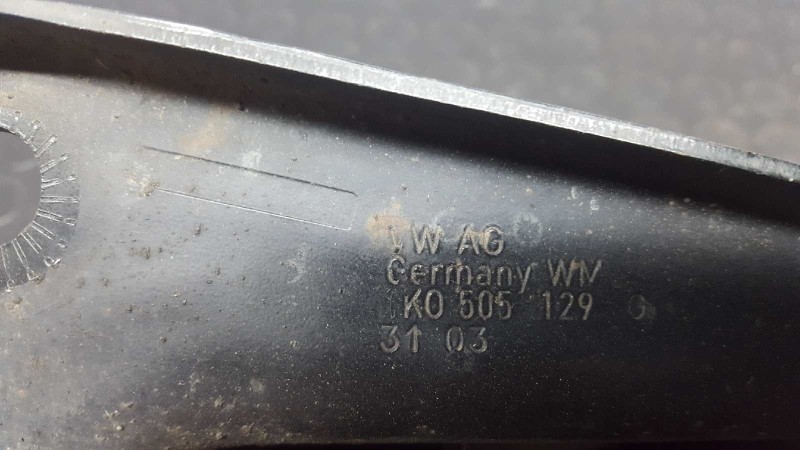 VW AG
Germany WM
1K0 505 129 G
31 03